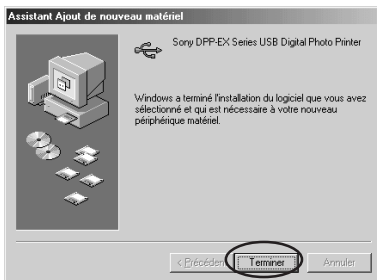 Assistant Ajout de nouveau matériel
Sony DPP-EX Series USB Digital Photo Printer
Windows a terminé l'installation du logiciel que vous avez
sélectionné et qui est nécessaire à votre nouveau
périphérique matériel.
< Précéden Terminer Annuler